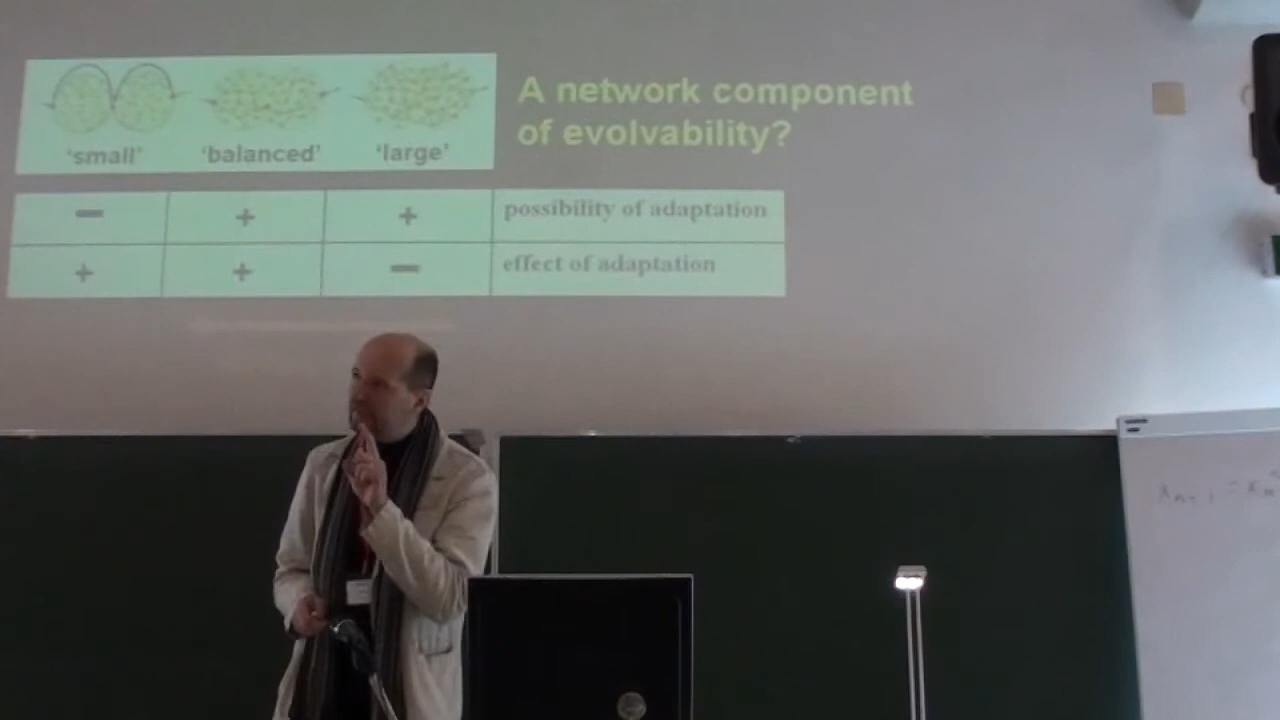 A network component
of evolvability?
'small' 'balanced' 'large'
− + + possibility of adaptation
+ + − effect of adaptation